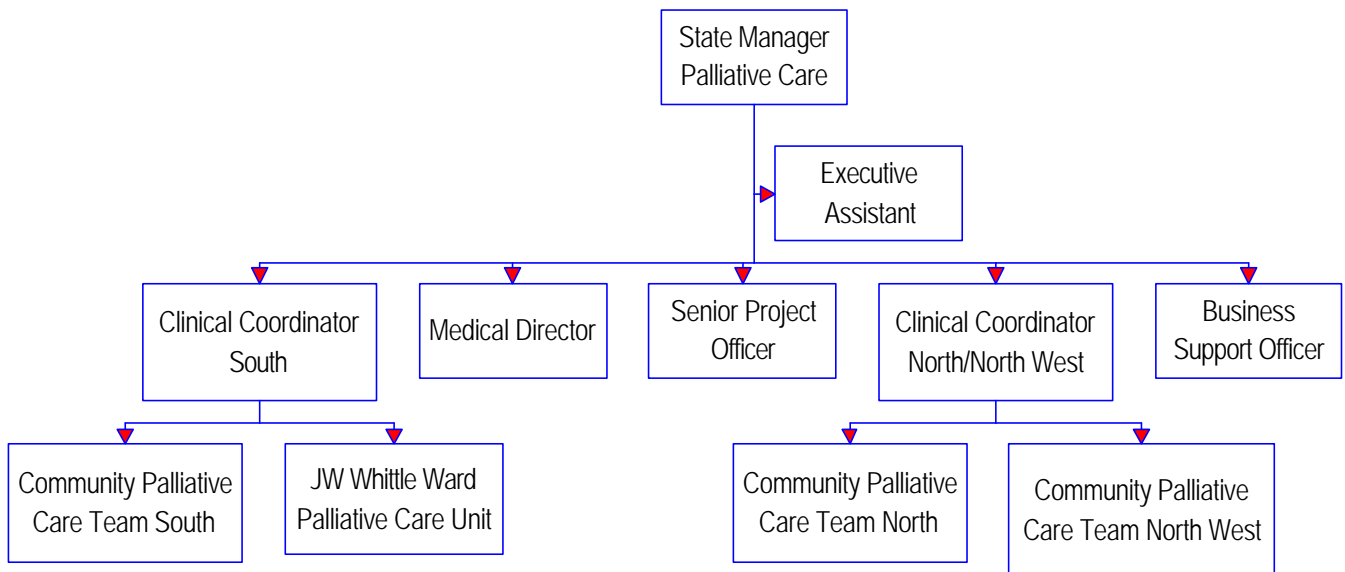 State Manager
Palliative Care
Executive
Assistant
Clinical Coordinator
South
Medical Director
Senior Project
Officer
Clinical Coordinator
North/North West
Business
Support Officer
Community Palliative
Care Team South
JW Whittle Ward
Palliative Care Unit
Community Palliative
Care Team North
Community Palliative
Care Team North West